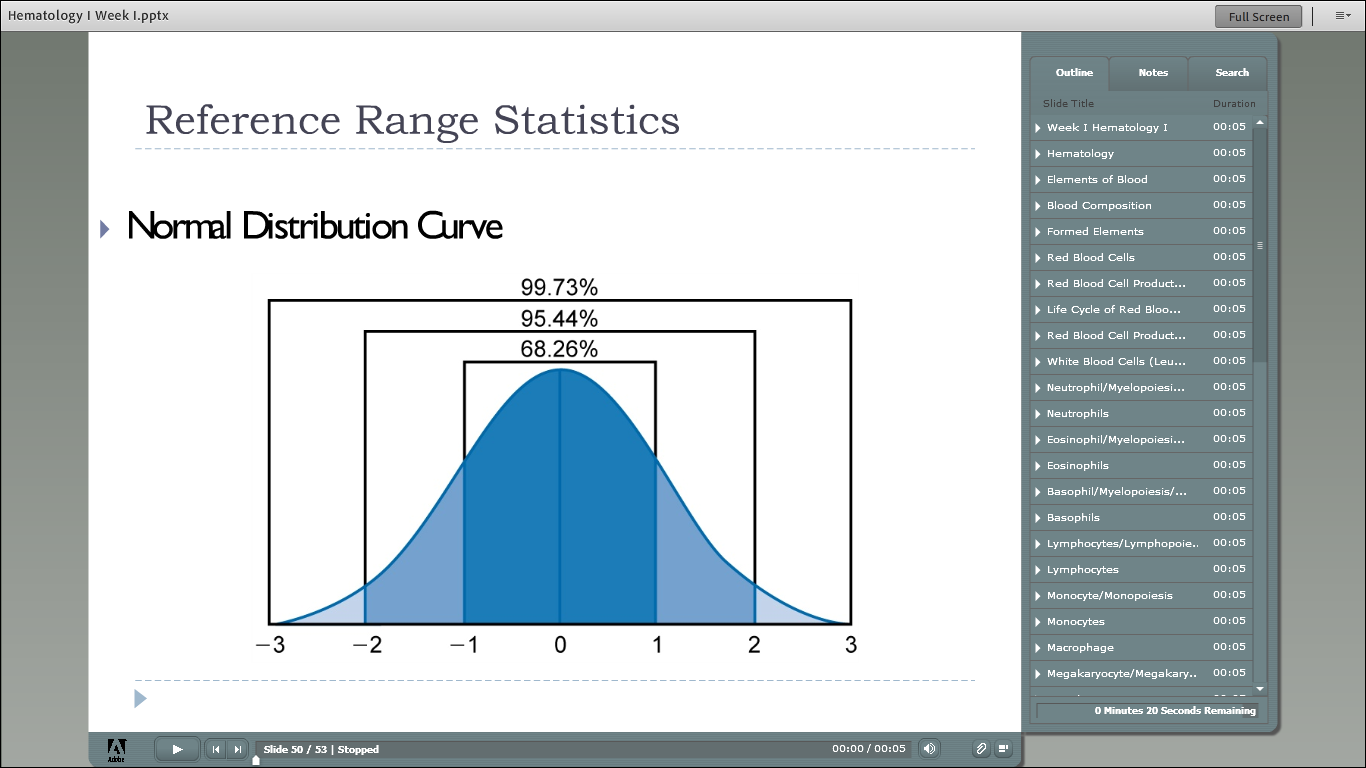 Hematology I Week I.pptx
Full Screen
Reference Range Statistics
Normal Distribution Curve
99.73%
95.44%
68.26%
−3 −2 −1 0 1 2 3
Outline Notes Search
Slide Title Duration
Week I Hematology I 00:05
Hematology 00:05
Elements of Blood 00:05
Blood Composition 00:05
Formed Elements 00:05
Red Blood Cells 00:05
Red Blood Cell Product... 00:05
Life Cycle of Red Bloo... 00:05
Red Blood Cell Product... 00:05
White Blood Cells (Leu... 00:05
Neutrophil/Myelopoiesi... 00:05
Neutrophils 00:05
Eosinophil/Myelopoiesi... 00:05
Eosinophils 00:05
Basophil/Myelopoiesis/... 00:05
Basophils 00:05
Lymphocytes/Lymphopoie.. 00:05
Lymphocytes 00:05
Monocyte/Monopoiesis 00:05
Monocytes 00:05
Macrophage 00:05
Megakaryocyte/Megakary.. 00:05
0 Minutes 20 Seconds Remaining
Adobe
Slide 50 / 53 | Stopped
00:00 / 00:05